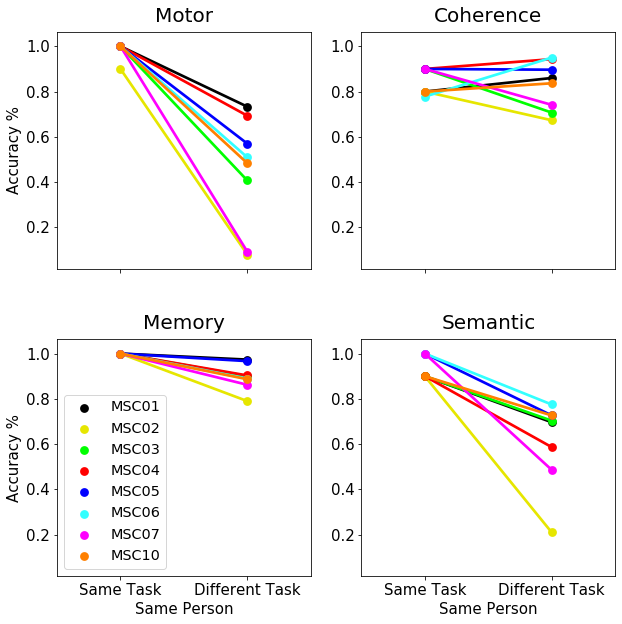 Motor
Coherence
1.0
0.8
0.6
0.4
0.2
Accuracy %
1.0
0.8
0.6
0.4
0.2
Memory
Semantic
1.0
0.8
0.6
0.4
0.2
Accuracy %
MSC01
MSC02
MSC03
MSC04
MSC05
MSC06
MSC07
MSC10
Same Task Different Task
Same Person
1.0
0.8
0.6
0.4
0.2
Same Task Different Task
Same Person